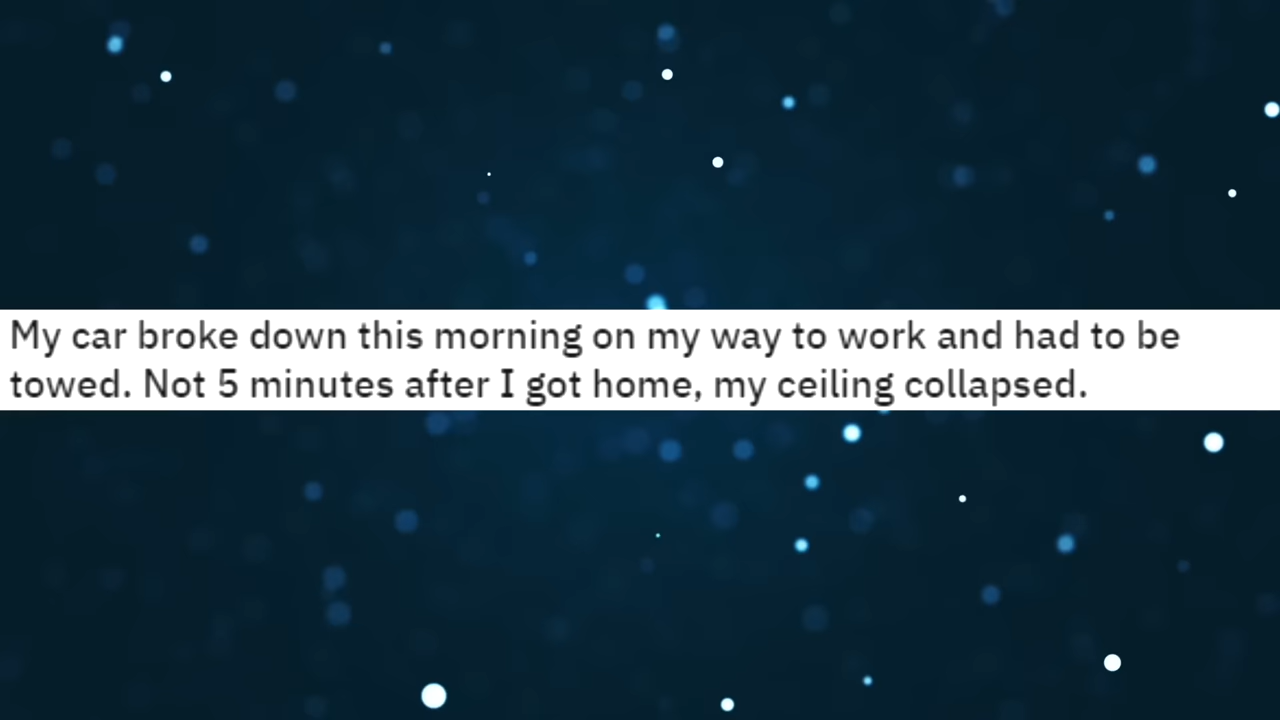 My car broke down this morning on my way to work and had to be
towed. Not 5 minutes after I got home, my ceiling collapsed.